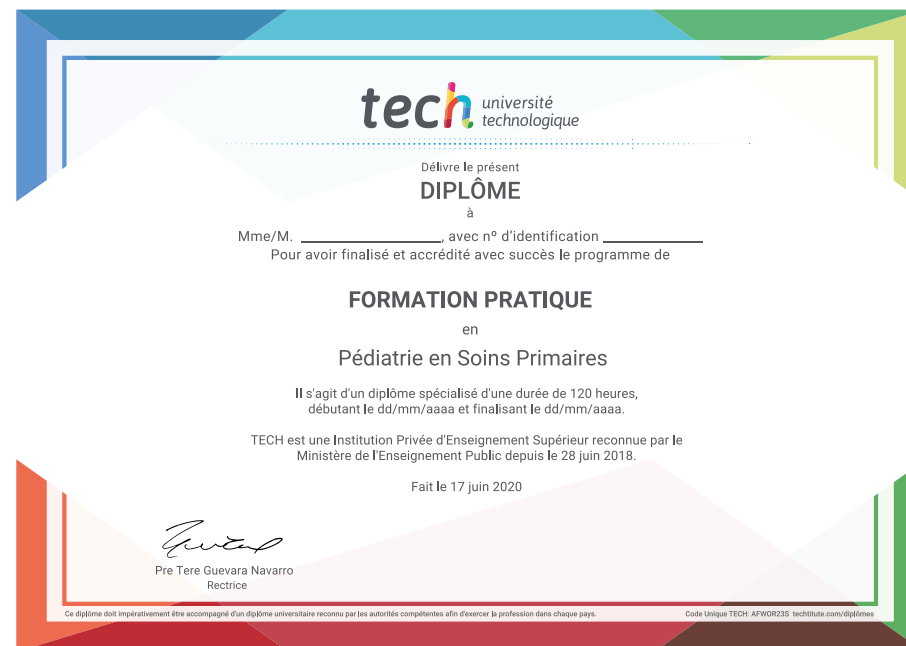 tech université
technologique
Délivre le présent
DIPLÔME
à
Mme/M. ____________________, avec nº d'identification ______________
Pour avoir finalisé et accrédité avec succès le programme de
FORMATION PRATIQUE
en
Pédiatrie en Soins Primaires
Il s'agit d'un diplôme spécialisé d'une durée de 120 heures,
débutant le dd/mm/aaaa et finalisant le dd/mm/aaaa.
TECH est une Institution Privée d'Enseignement Supérieur reconnue par le
Ministère de l'Enseignement Public depuis le 28 juin 2018.
Fait le 17 juin 2020
Pre Tere Guevara Navarro
Rectrice
Ce diplôme doit impérativement être accompagné d'un diplôme universitaire reconnu par les autorités compétentes afin d'exercer la profession dans chaque pays.
Code Unique TECH: AFWOR23S techtitute.com/diplômes